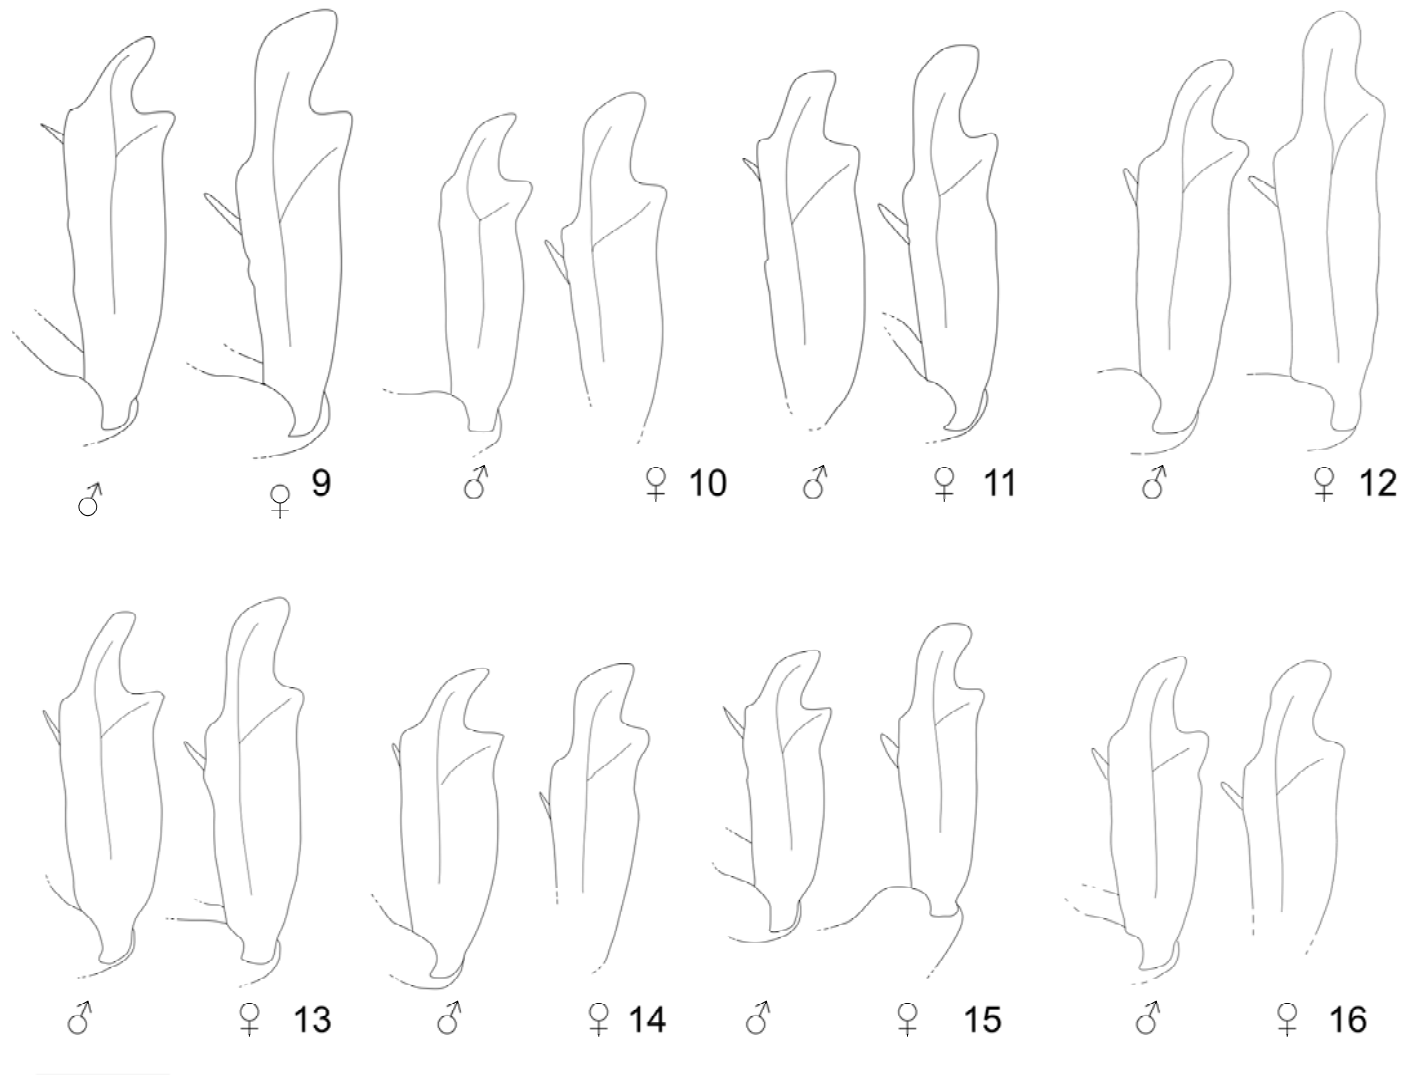 ♂ ♀ 9 ♂ ♀ 10 ♂ ♀ 11 ♂ ♀ 12
♂ ♀ 13 ♂ ♀ 14 ♂ ♀ 15 ♂ ♀ 16